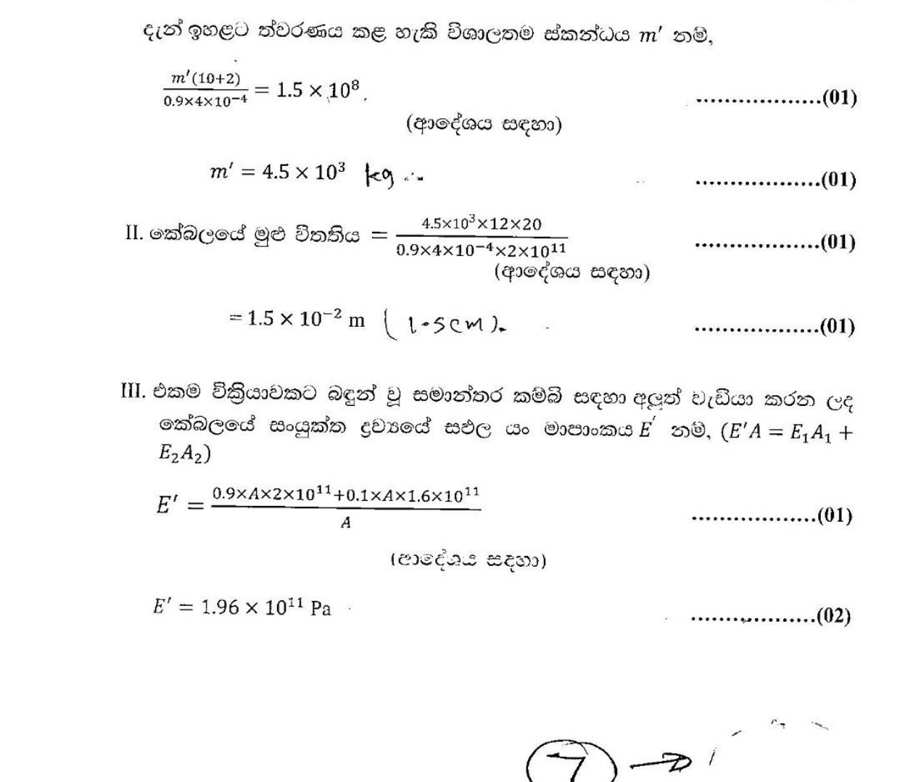 දැන් ඉහළට ත්වරණය කළ හැකි විශාලතම ස්කන්ධය m′ නම්,
m′(10+2) / 0.9×4×10⁻⁴ = 1.5 × 10⁸ ....................(01)
(ආදේශය සඳහා)
m′ = 4.5 × 10³ kg ....................(01)
II. කේබලයේ මුළු විතතිය = 4.5×10³×12×20 / 0.9×4×10⁻⁴×2×10¹¹ ....................(01)
(ආදේශය සඳහා)
= 1.5 × 10⁻² m (1.5cm). ....................(01)
III. එකම වික්‍රියාවකට බඳුන් වූ සමාන්තර කම්බි සඳහා අලුත් වැඩියා කරන ලද
කේබලයේ සංයුක්ත ද්‍රව්‍යයේ සඵල යං මාපාංකය E′ නම්, (E′A = E₁A₁ +
E₂A₂)
E′ = 0.9×A×2×10¹¹+0.1×A×1.6×10¹¹ / A ....................(01)
(ආදේශය සඳහා)
E′ = 1.96 × 10¹¹ Pa ....................(02)
7 →